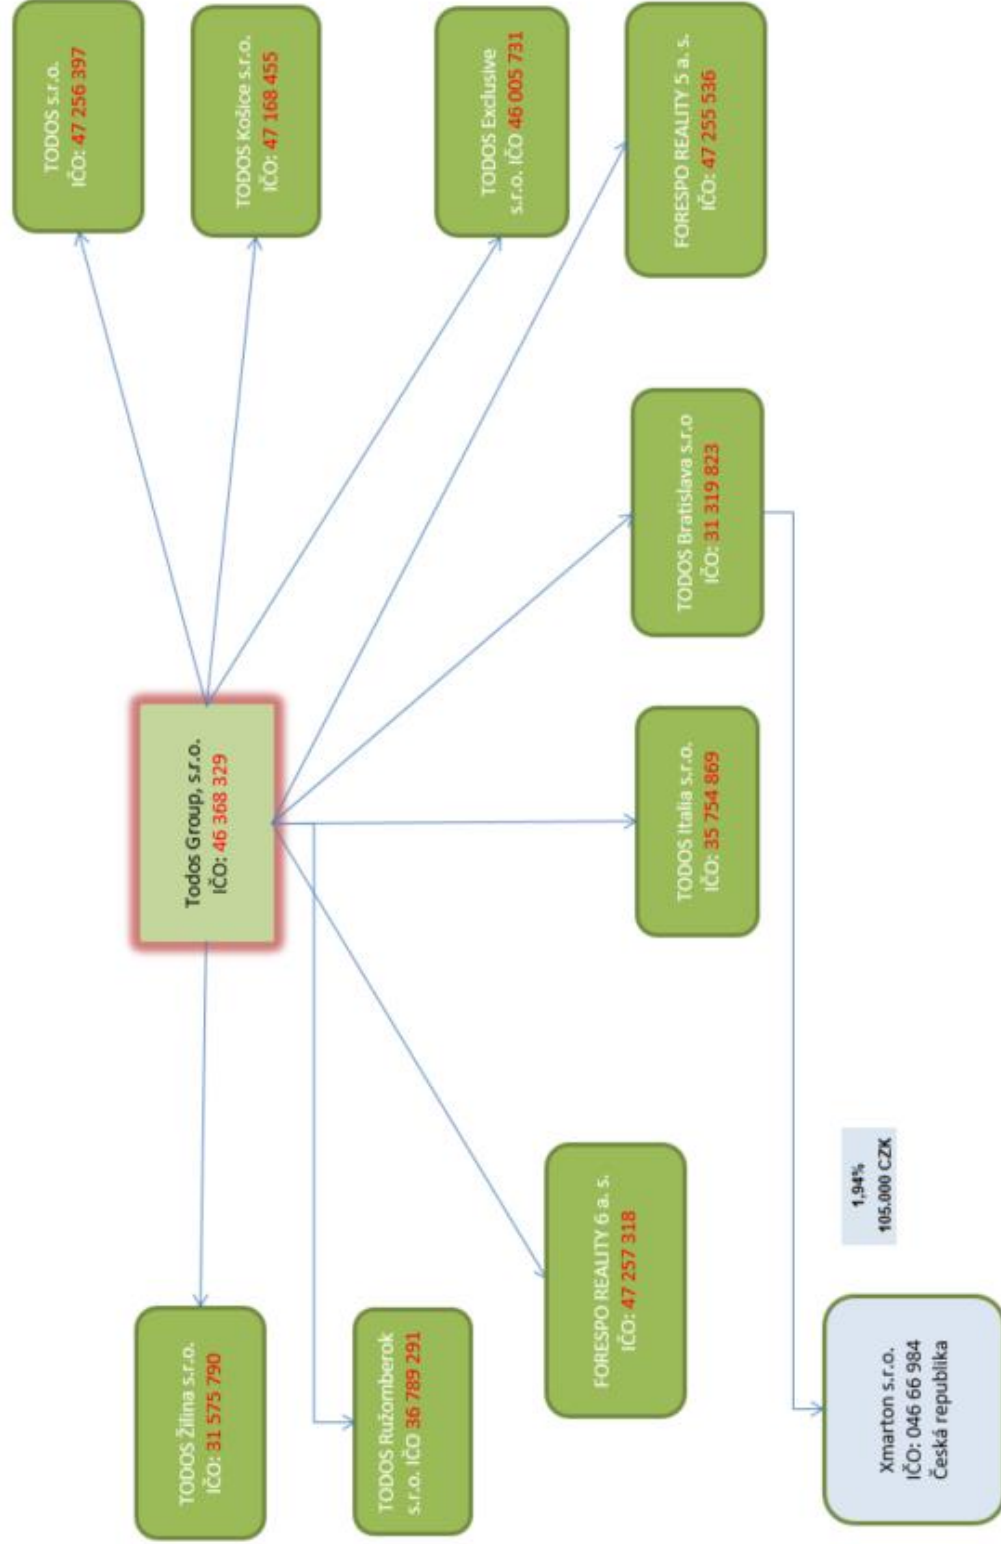 TODOS s.r.o.
IČO: 47 256 397
TODOS Žilina s.r.o.
IČO: 31 575 790
Todos Group, s.r.o.
IČO: 46 368 329
TODOS Košice s.r.o.
IČO: 47 168 455
TODOS Ružomberok
s.r.o. IČO 36 789 291
TODOS Exclusive
s.r.o. IČO 46 005 731
FORESPO REALITY 6 a. s.
IČO: 47 257 318
TODOS Italia s.r.o.
IČO: 35 754 869
TODOS Bratislava s.r.o
IČO: 31 319 823
FORESPO REALITY 5 a. s.
IČO: 47 255 536
Xmarton s.r.o.
IČO: 046 66 984
Česká republika
1,94%
105.000 CZK